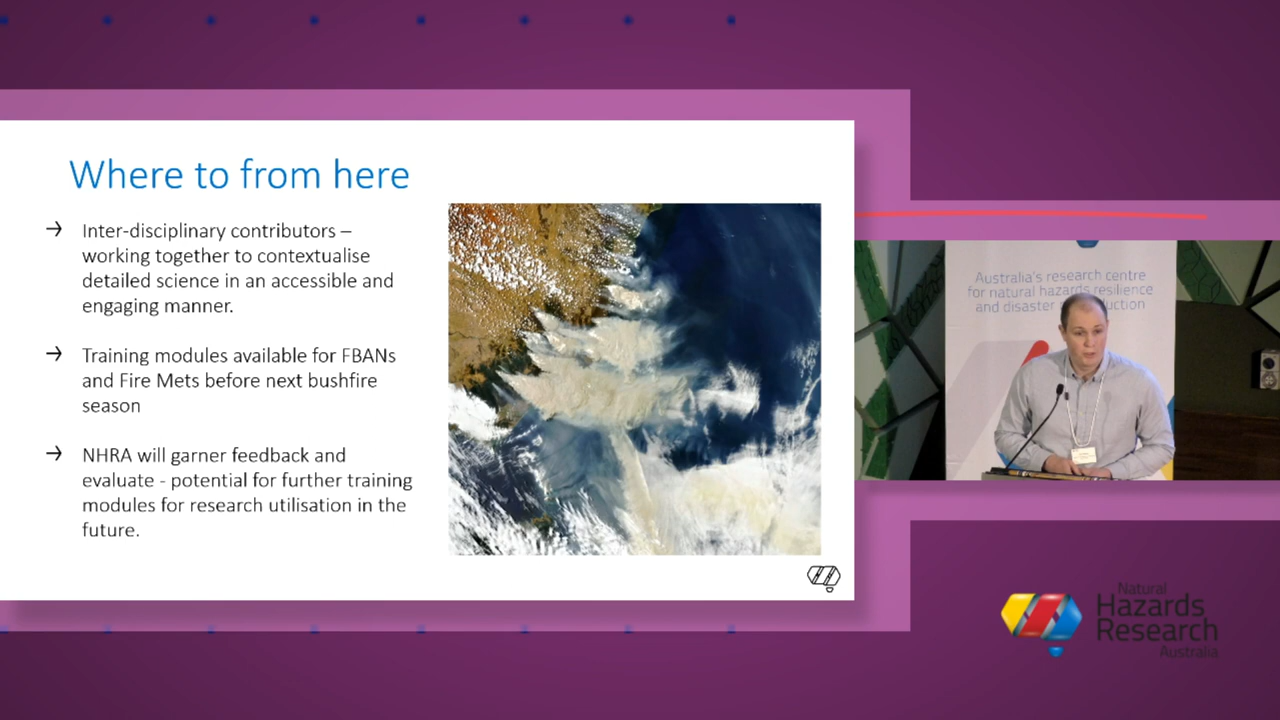 Where to from here
→ Inter-disciplinary contributors –
working together to contextualise
detailed science in an accessible and
engaging manner.
→ Training modules available for FBANs
and Fire Mets before next bushfire
season
→ NHRA will garner feedback and
evaluate - potential for further training
modules for research utilisation in the
future.
Australia's research centre
for natural hazards resilience
and disaster
Natural
Hazards
Research
Australia